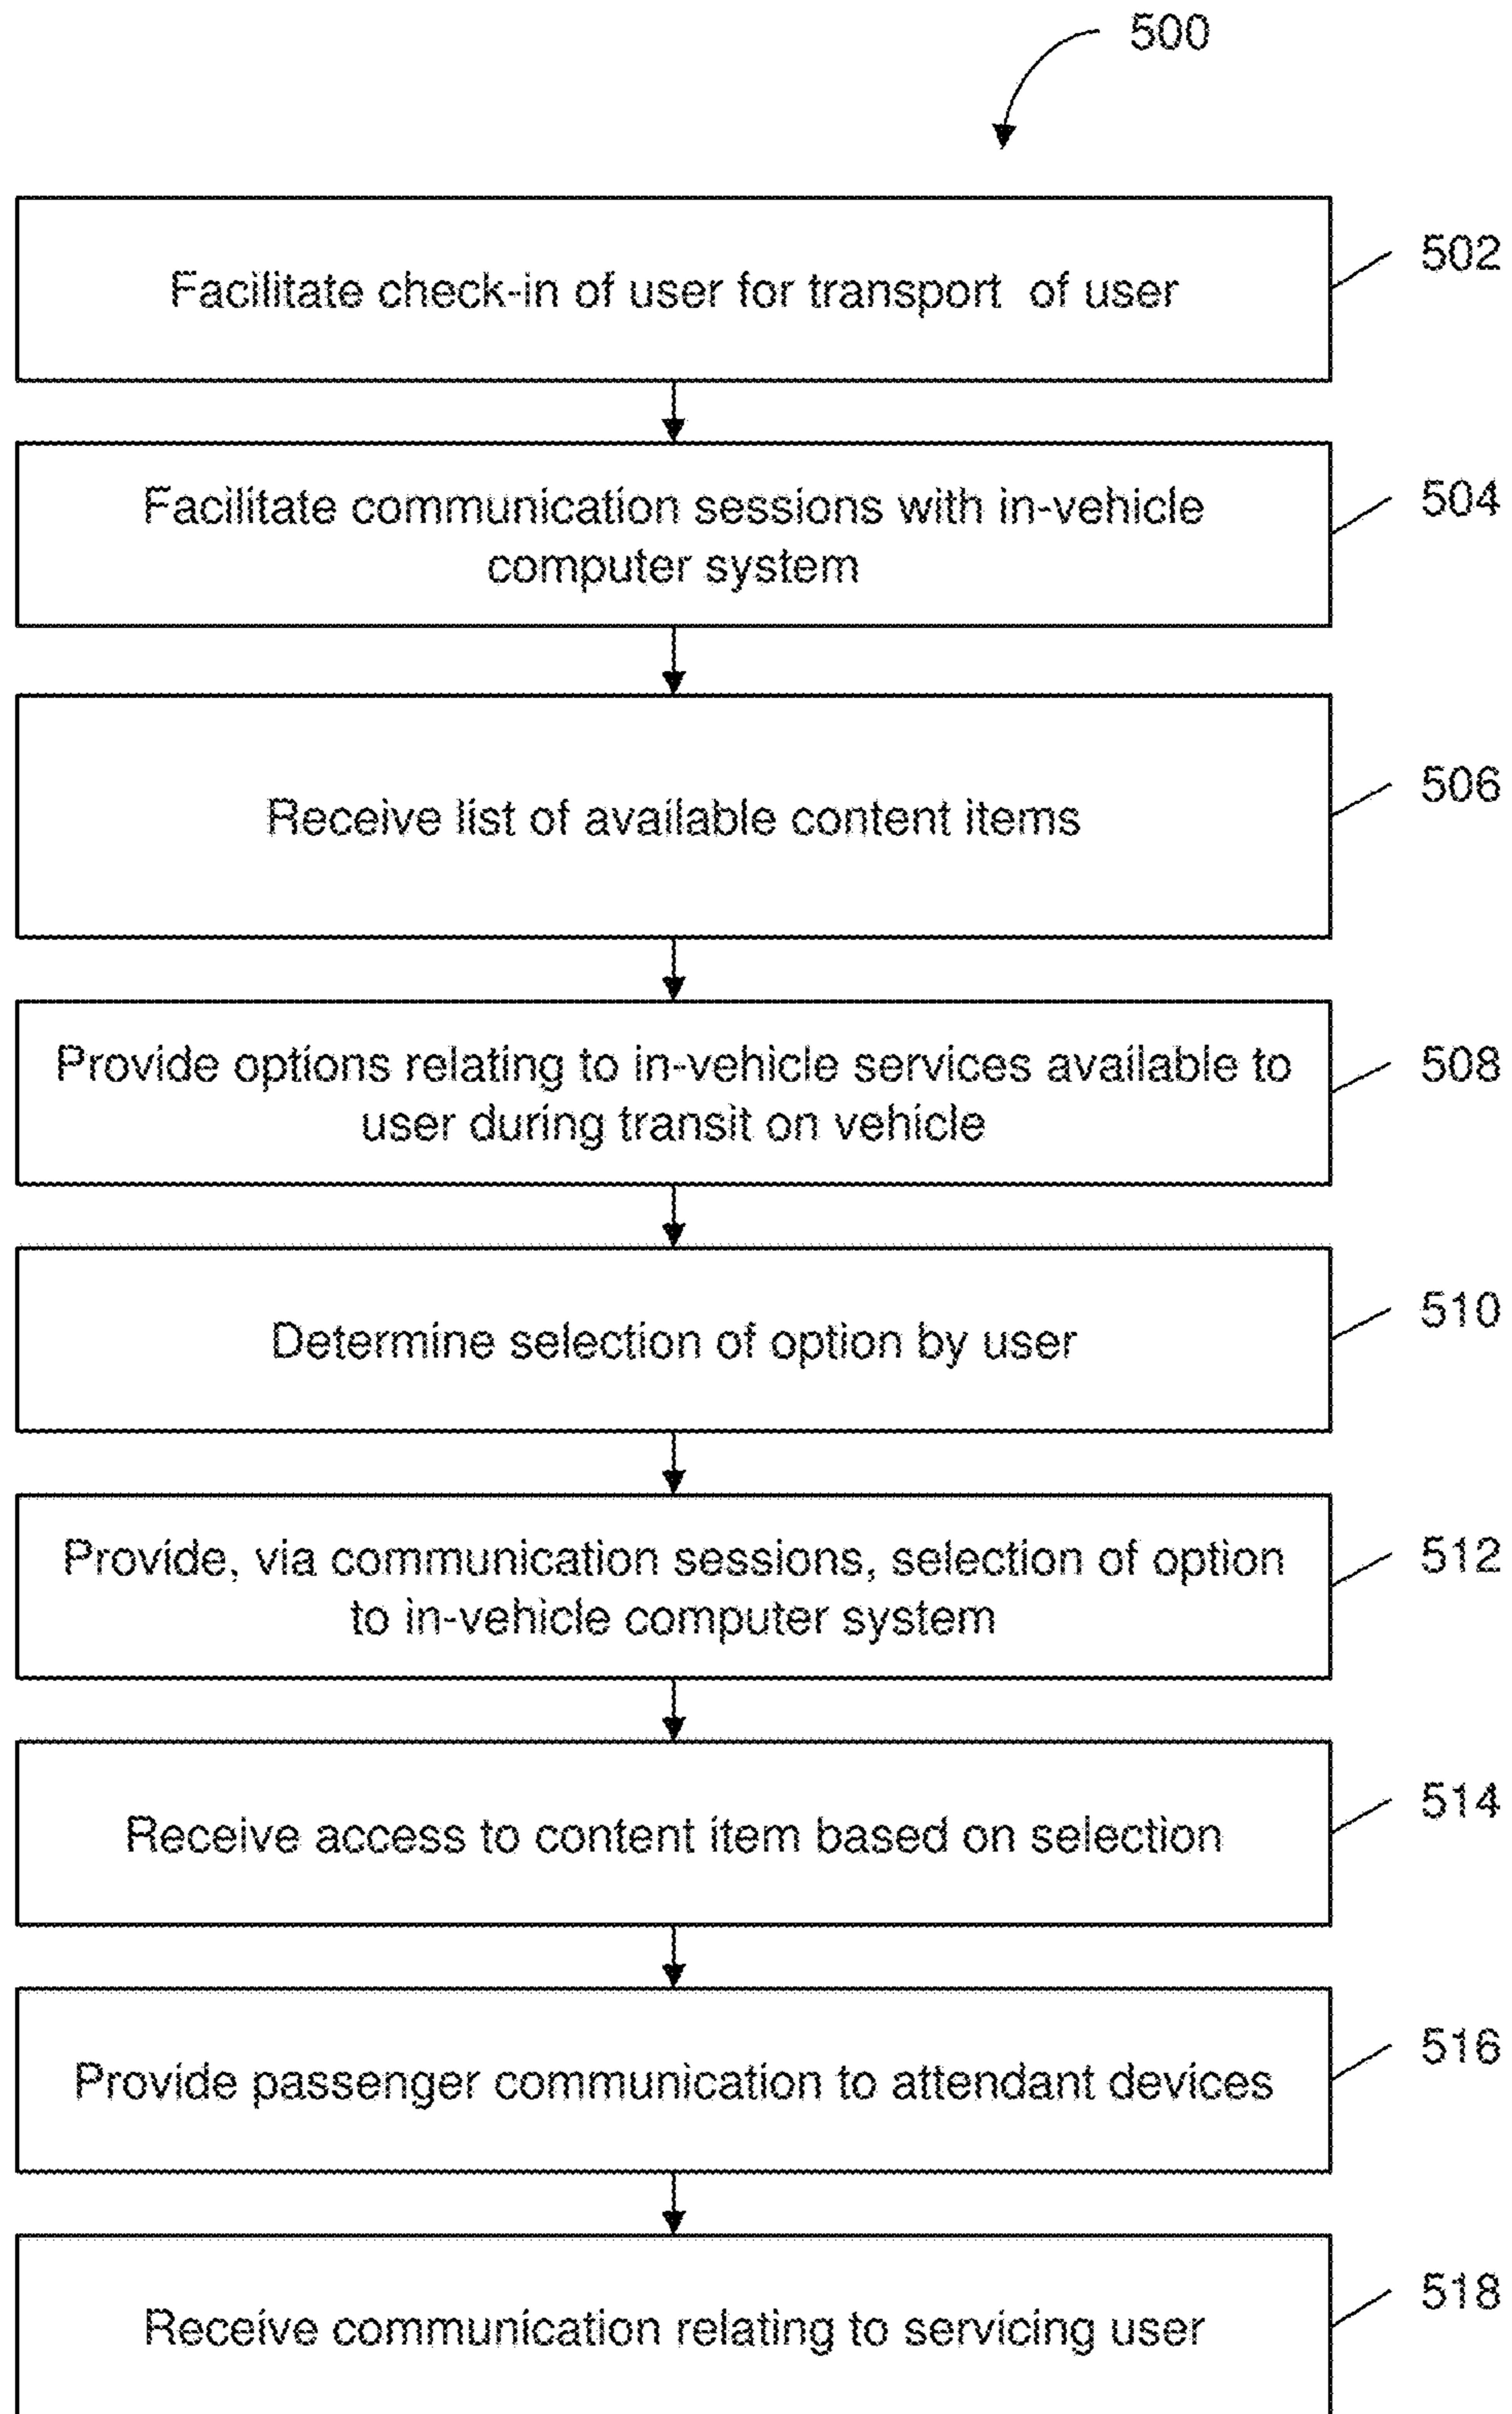 500
Facilitate check-in of user for transport of user
502
Facilitate communication sessions with in-vehicle
computer system
504
Receive list of available content items
506
Provide options relating to in-vehicle services available to
user during transit on vehicle
508
Determine selection of option by user
510
Provide, via communication sessions, selection of option
to in-vehicle computer system
512
Receive access to content item based on selection
514
Provide passenger communication to attendant devices
516
Receive communication relating to servicing user
518